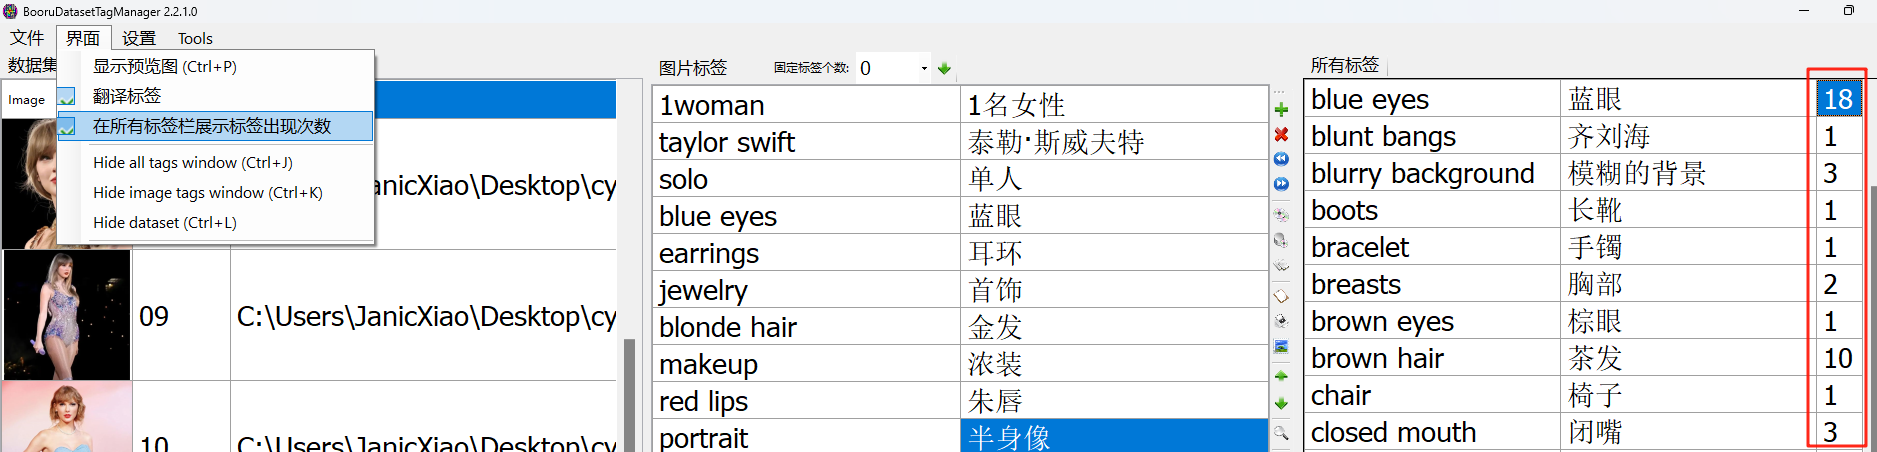 BooruDatasetTagManager 2.2.1.0
文件 界面 设置 Tools
数据集
显示预览图 (Ctrl+P)
翻译标签
在所有标签栏展示标签出现次数
Hide all tags window (Ctrl+J)
Hide image tags window (Ctrl+K)
Hide dataset (Ctrl+L)
Image
JanicXiao\Desktop\cy
09 C:\Users\JanicXiao\Desktop\cy
10 C:\Users\JanicXiao\Desktop\cy
图片标签 固定标签个数: 0
1woman 1名女性
taylor swift 泰勒·斯威夫特
solo 单人
blue eyes 蓝眼
earrings 耳环
jewelry 首饰
blonde hair 金发
makeup 浓装
red lips 朱唇
portrait 半身像
所有标签
blue eyes 蓝眼 18
blunt bangs 齐刘海 1
blurry background 模糊的背景 3
boots 长靴 1
bracelet 手镯 1
breasts 胸部 2
brown eyes 棕眼 1
brown hair 茶发 10
chair 椅子 1
closed mouth 闭嘴 3